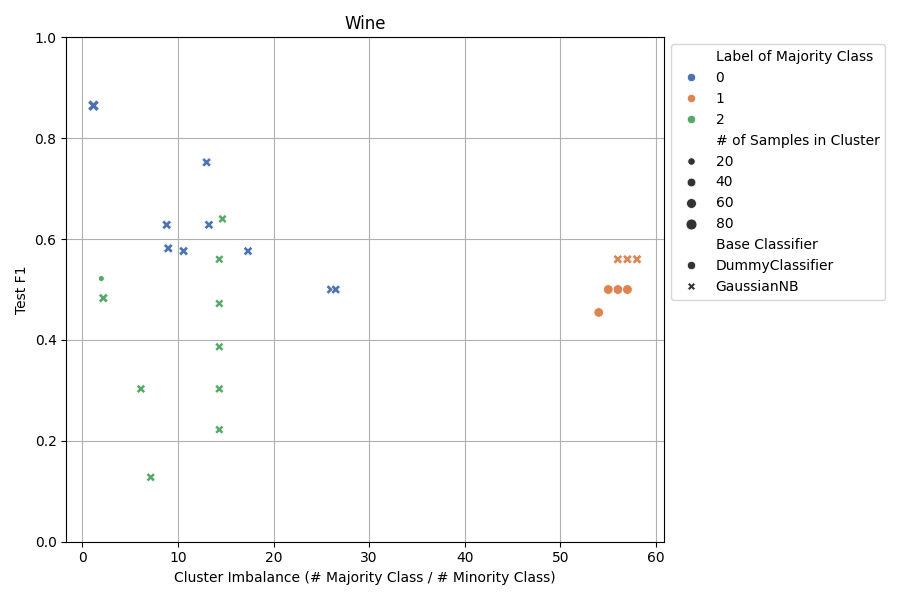 Wine
1.0
0.8
0.6
0.4
0.2
0.0
Test F1
0 10 20 30 40 50 60
Cluster Imbalance (# Majority Class / # Minority Class)
Label of Majority Class
0
1
2
# of Samples in Cluster
20
40
60
80
Base Classifier
DummyClassifier
GaussianNB